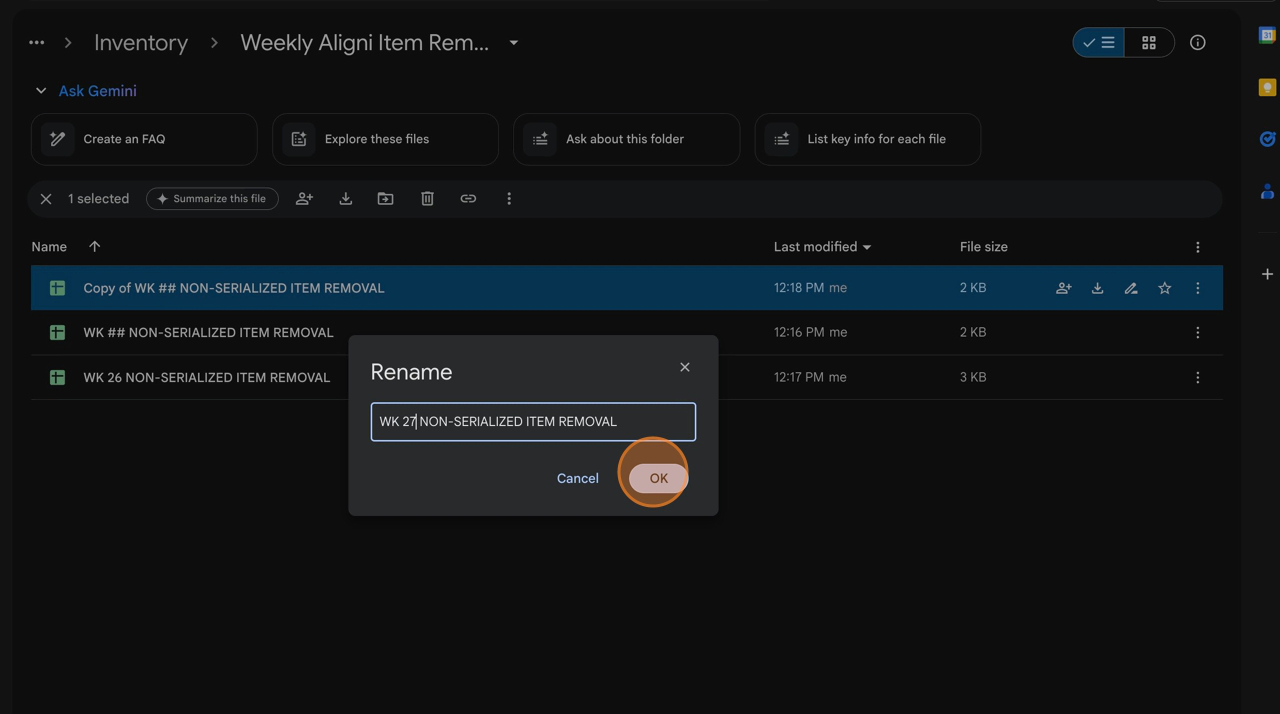 Inventory
Weekly Aligni Item Rem...
Ask Gemini
Create an FAQ
Explore these files
Ask about this folder
List key info for each file
1 selected
Summarize this file
Name
Last modified
File size
Copy of WK ## NON-SERIALIZED ITEM REMOVAL
12:18 PM me
2 KB
WK ## NON-SERIALIZED ITEM REMOVAL
12:16 PM me
2 KB
WK 26 NON-SERIALIZED ITEM REMOVAL
12:17 PM me
3 KB
Rename
WK 27 NON-SERIALIZED ITEM REMOVAL
Cancel
OK
31